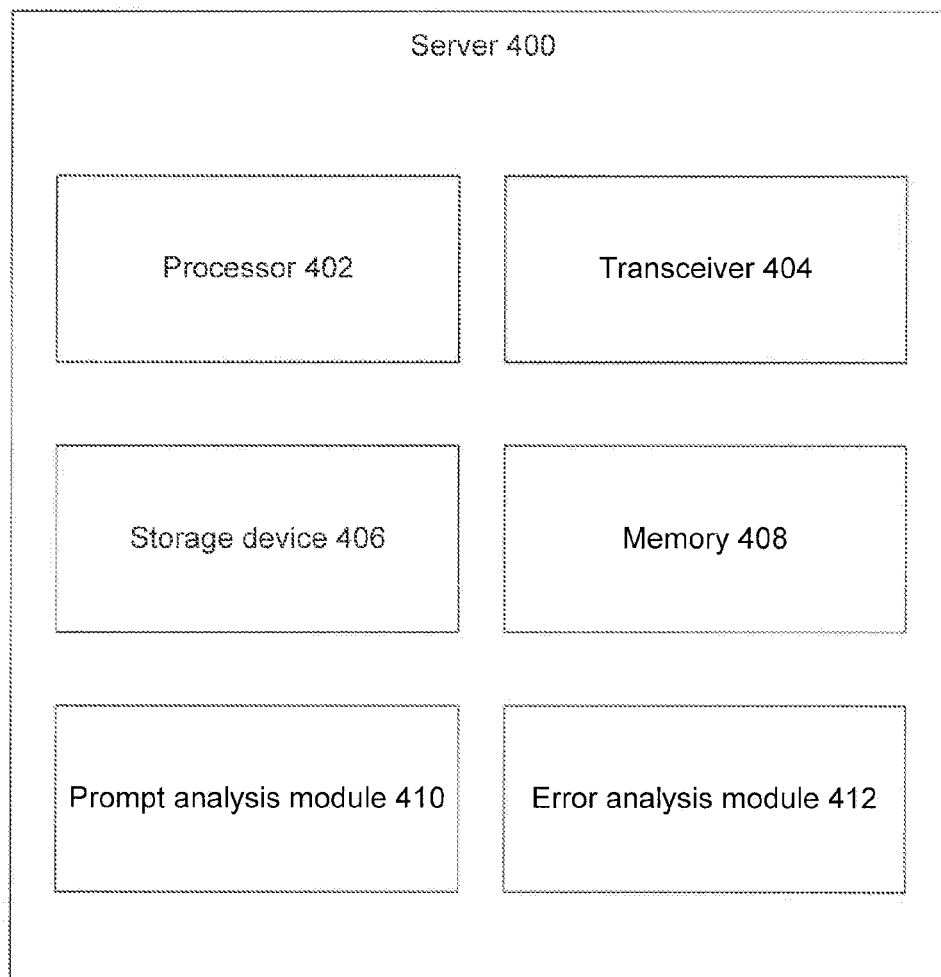 Server 400
Processor 402
Transceiver 404
Storage device 406
Memory 408
Prompt analysis module 410
Error analysis module 412